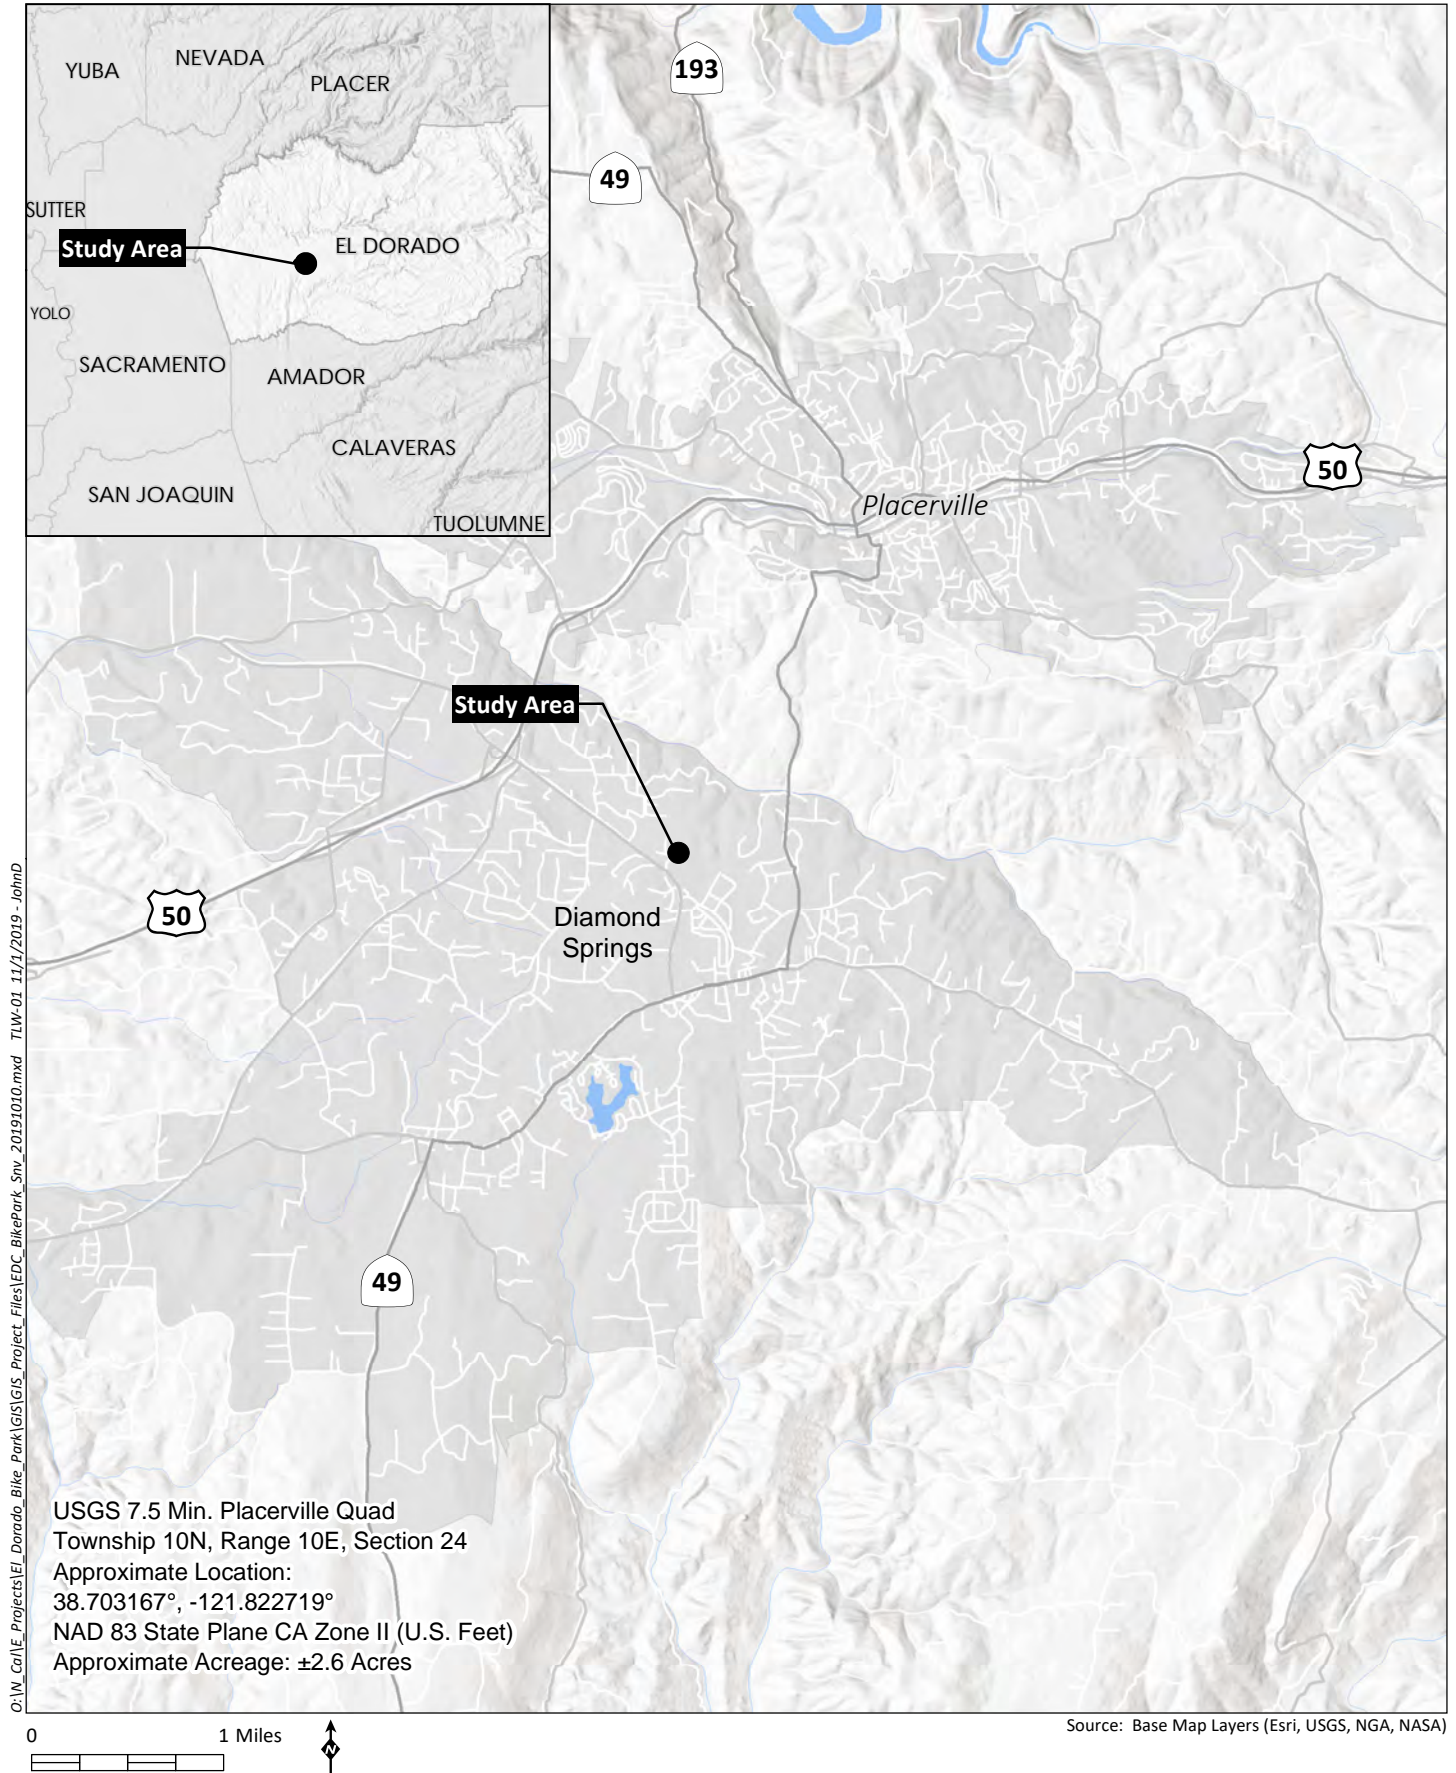 YUBA
NEVADA
PLACER
SUTTER
Study Area
EL DORADO
YOLO
SACRAMENTO
AMADOR
CALAVERAS
SAN JOAQUIN
TUOLUMNE
193
49
50
Placerville
Study Area
50
Diamond
Springs
49
USGS 7.5 Min. Placerville Quad
Township 10N, Range 10E, Section 24
Approximate Location:
38.703167°, -121.822719°
NAD 83 State Plane CA Zone II (U.S. Feet)
Approximate Acreage: ±2.6 Acres
O:\N_Cal\E_Projects\El_Dorado_Bike_Park\GIS\GIS_Project_Files\EDC_BikePark_Snv_20191010.mxd TLW-01 11/1/2019 - JohnD
0 1 Miles
N
Source: Base Map Layers (Esri, USGS, NGA, NASA)